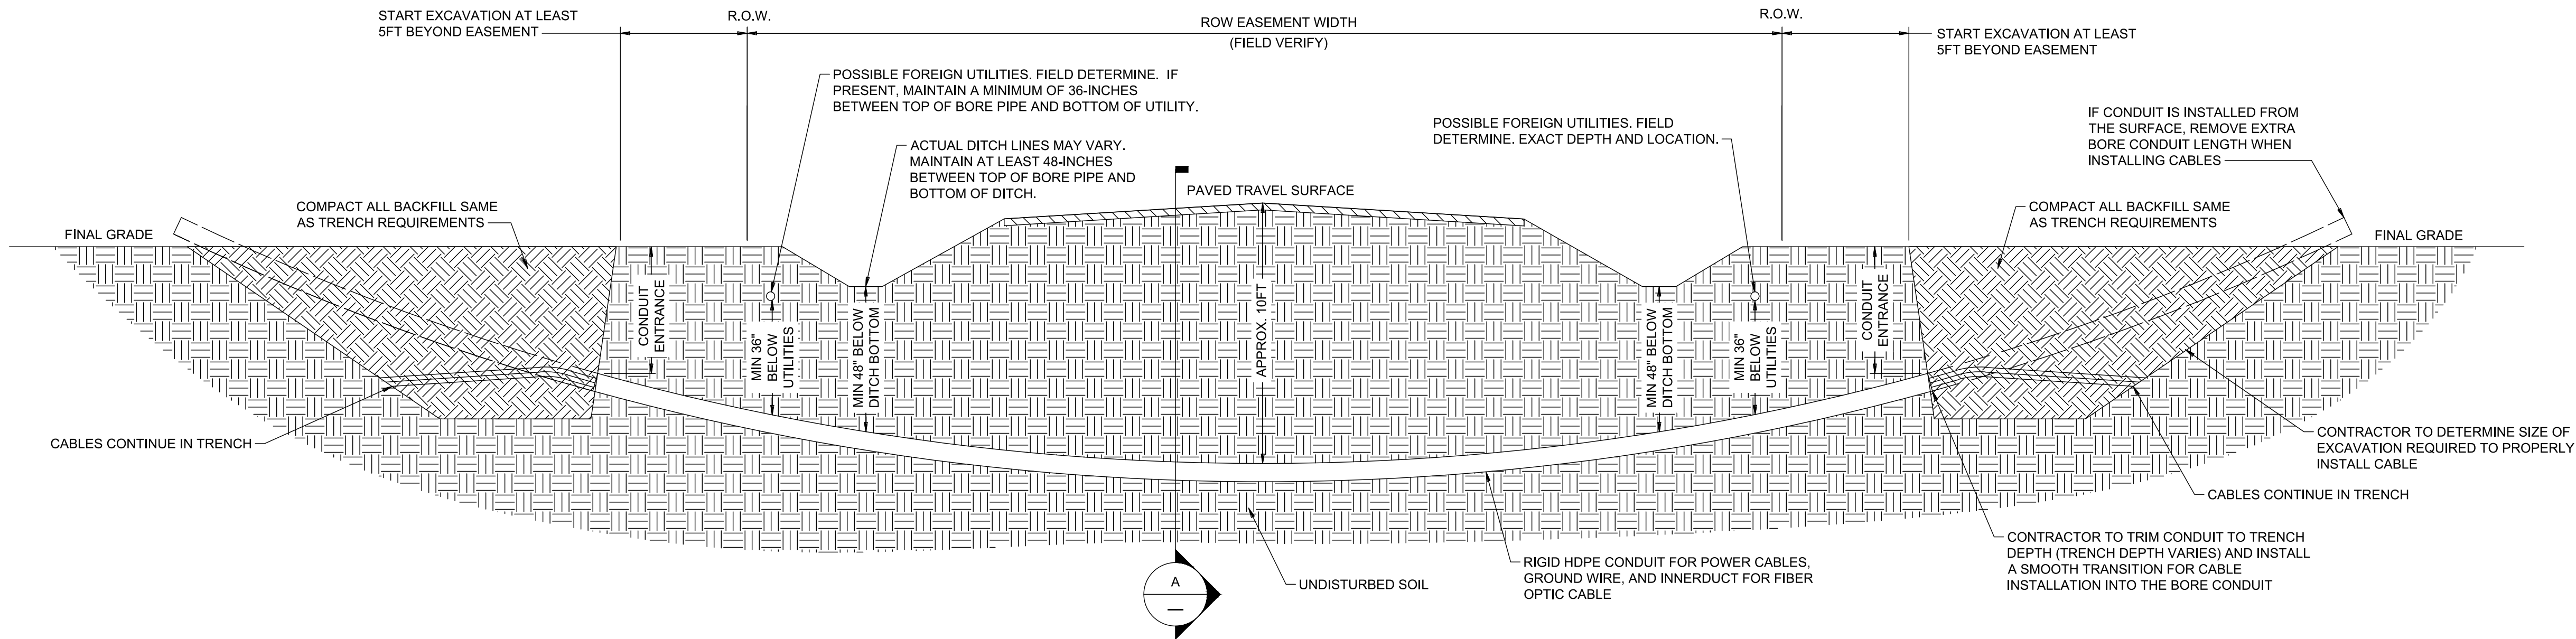 START EXCAVATION AT LEAST
5FT BEYOND EASEMENT
R.O.W.
ROW EASEMENT WIDTH
(FIELD VERIFY)
R.O.W.
START EXCAVATION AT LEAST
5FT BEYOND EASEMENT
POSSIBLE FOREIGN UTILITIES. FIELD DETERMINE. IF
PRESENT, MAINTAIN A MINIMUM OF 36-INCHES
BETWEEN TOP OF BORE PIPE AND BOTTOM OF UTILITY.
ACTUAL DITCH LINES MAY VARY.
MAINTAIN AT LEAST 48-INCHES
BETWEEN TOP OF BORE PIPE AND
BOTTOM OF DITCH.
POSSIBLE FOREIGN UTILITIES. FIELD
DETERMINE. EXACT DEPTH AND LOCATION.
IF CONDUIT IS INSTALLED FROM
THE SURFACE, REMOVE EXTRA
BORE CONDUIT LENGTH WHEN
INSTALLING CABLES
PAVED TRAVEL SURFACE
COMPACT ALL BACKFILL SAME
AS TRENCH REQUIREMENTS
COMPACT ALL BACKFILL SAME
AS TRENCH REQUIREMENTS
FINAL GRADE
FINAL GRADE
CONDUIT
ENTRANCE
MIN 36"
BELOW
UTILITIES
MIN 48" BELOW
DITCH BOTTOM
APPROX. 10FT
MIN 48" BELOW
DITCH BOTTOM
MIN 36"
BELOW
UTILITIES
CONDUIT
ENTRANCE
CABLES CONTINUE IN TRENCH
CONTRACTOR TO DETERMINE SIZE OF
EXCAVATION REQUIRED TO PROPERLY
INSTALL CABLE
CABLES CONTINUE IN TRENCH
CONTRACTOR TO TRIM CONDUIT TO TRENCH
DEPTH (TRENCH DEPTH VARIES) AND INSTALL
A SMOOTH TRANSITION FOR CABLE
INSTALLATION INTO THE BORE CONDUIT
RIGID HDPE CONDUIT FOR POWER CABLES,
GROUND WIRE, AND INNERDUCT FOR FIBER
OPTIC CABLE
UNDISTURBED SOIL
A
—